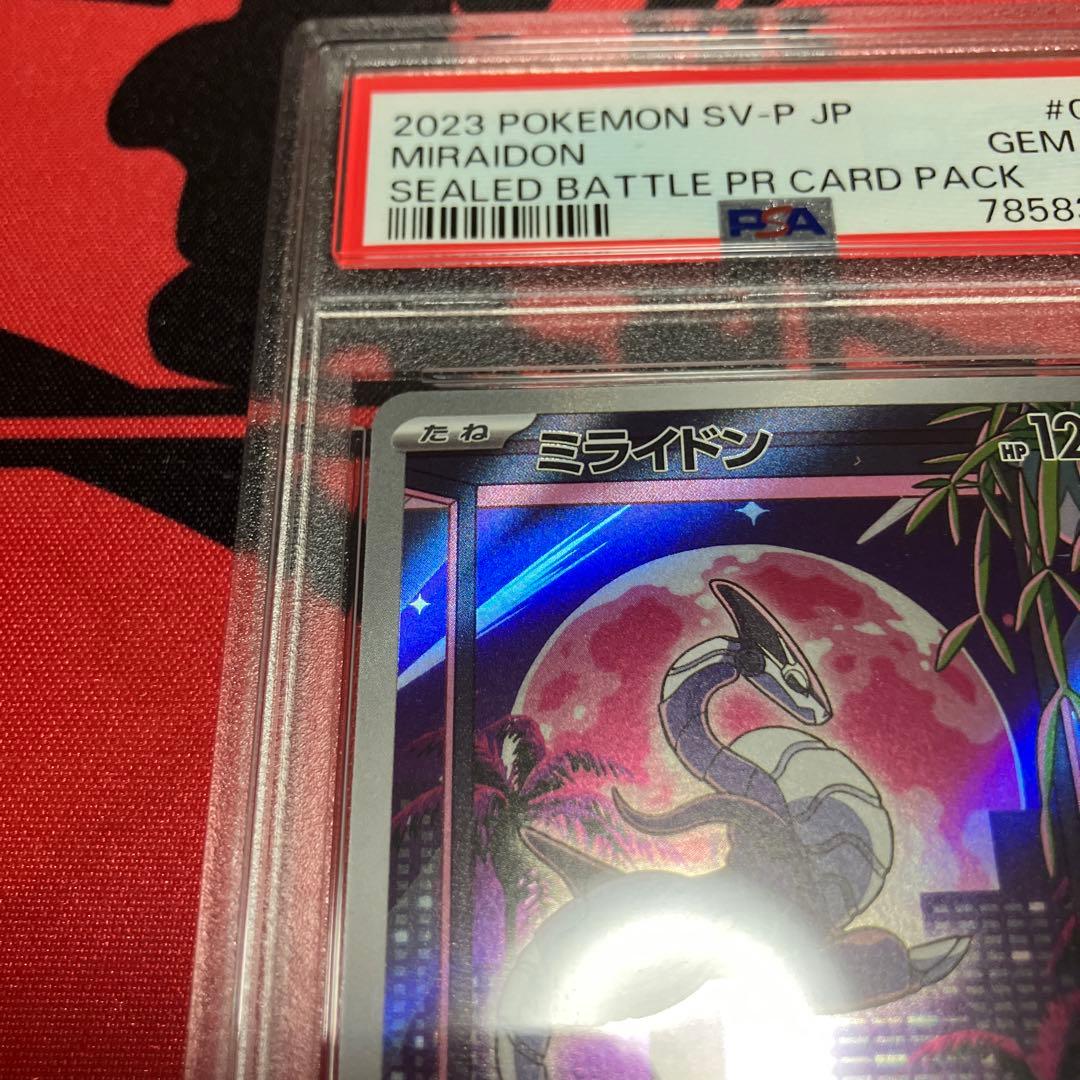 2023 POKEMON SV-P JP
MIRAIDON
GEM
SEALED BATTLE PR CARD PACK
PSA
たね
ミライドン
HP 12